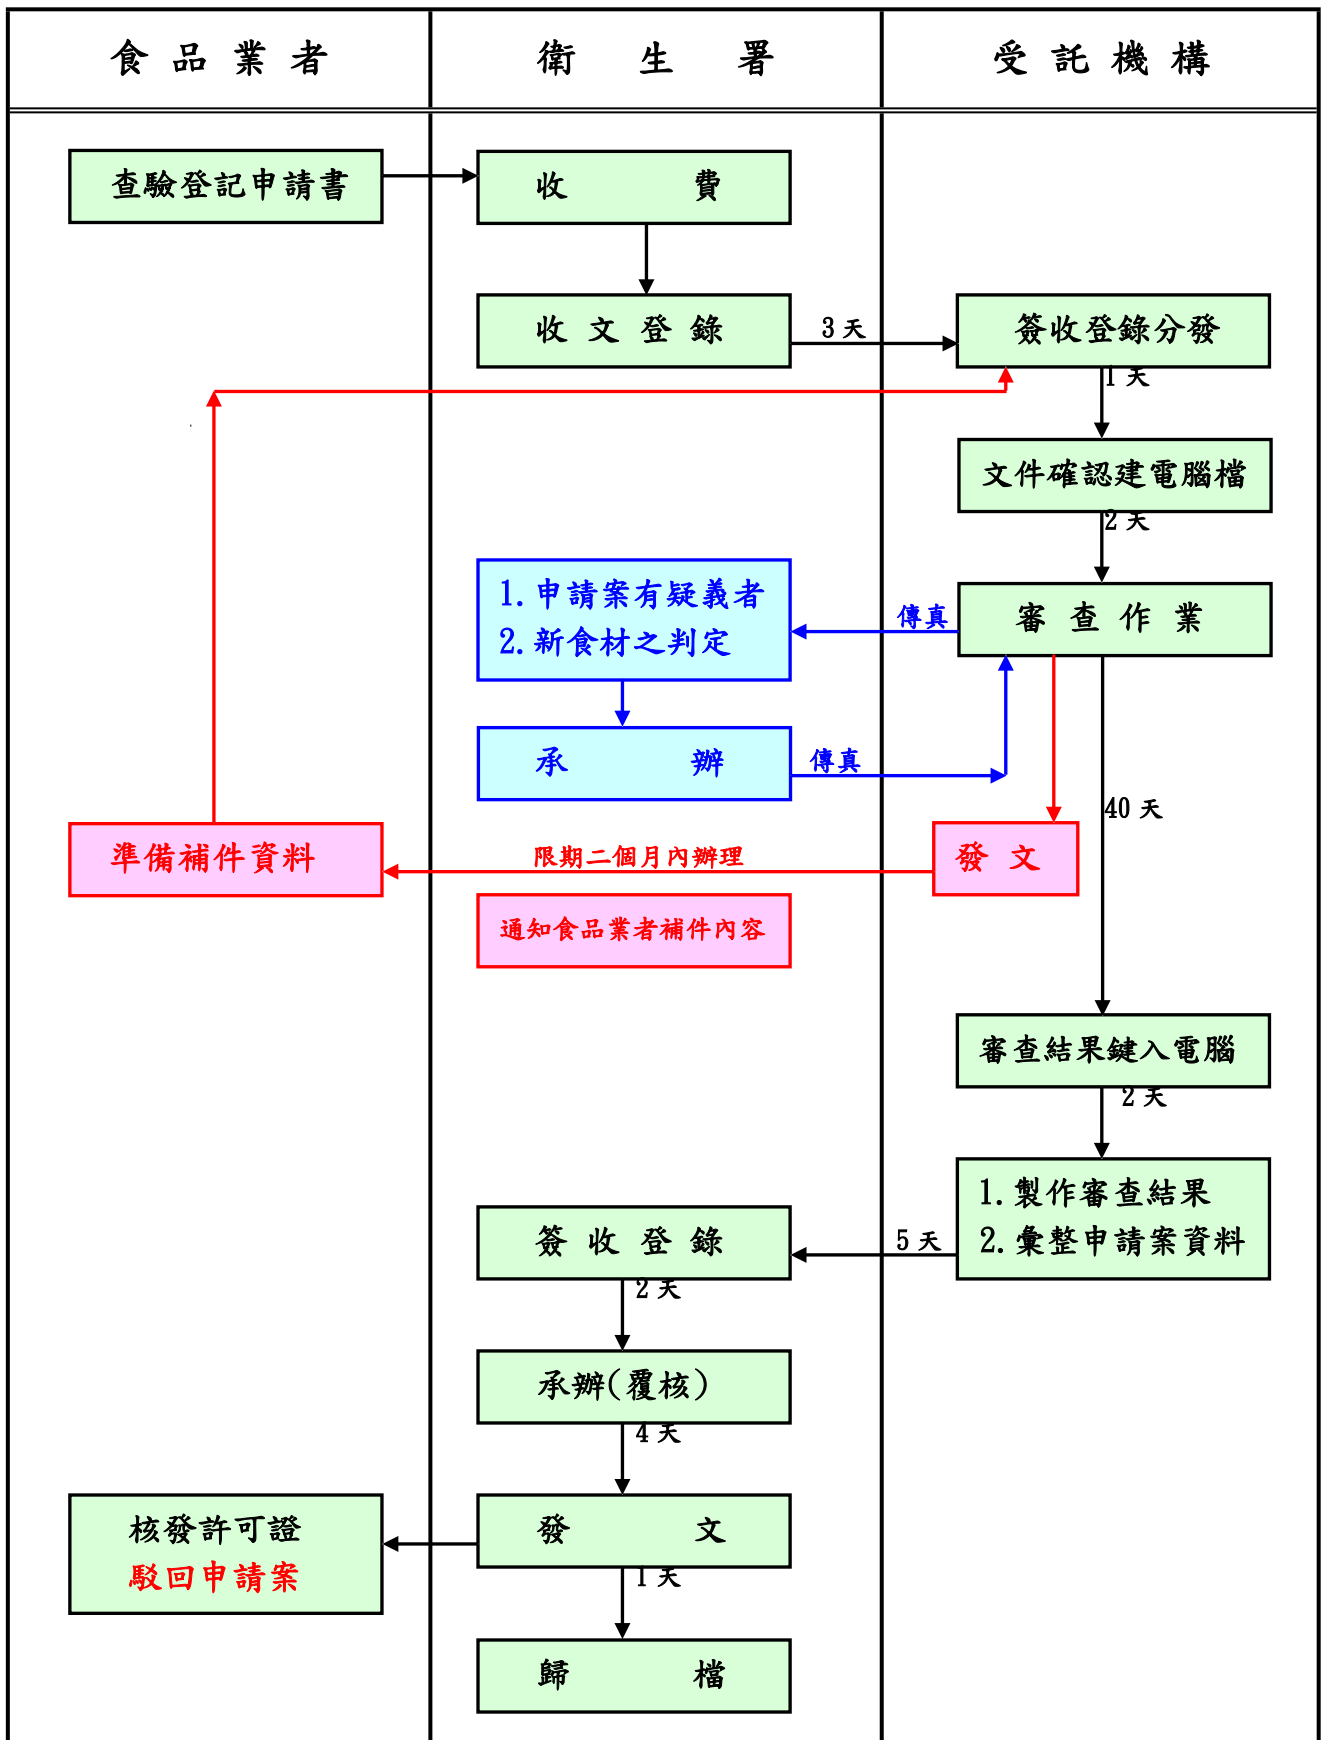 食品業者
衛生署
受託機構
查驗登記申請書
收費
收文登錄
3天
簽收登錄分發
1天
文件確認建電腦檔
2天
1.申請案有疑義者
2.新食材之判定
傳真
審查作業
承辦
傳真
40天
準備補件資料
限期二個月內辦理
發文
通知食品業者補件內容
審查結果鍵入電腦
2天
1.製作審查結果
2.彙整申請案資料
簽收登錄
5天
2天
承辦(覆核)
4天
核發許可證
駁回申請案
發文
1天
歸檔